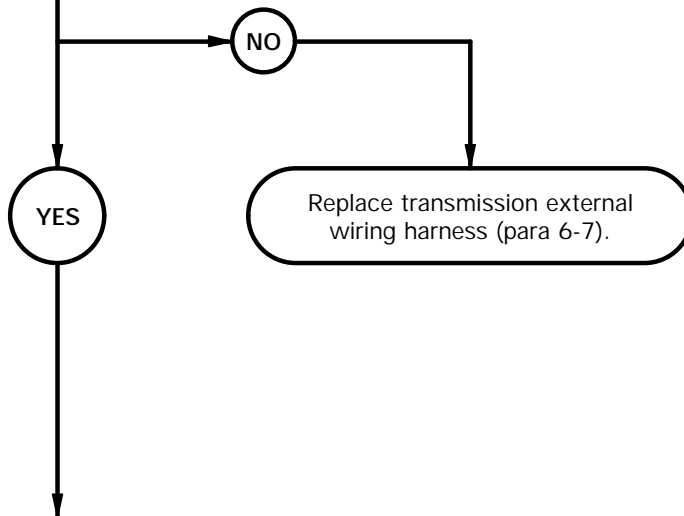 NO
YES
Replace transmission external
wiring harness (para 6-7).